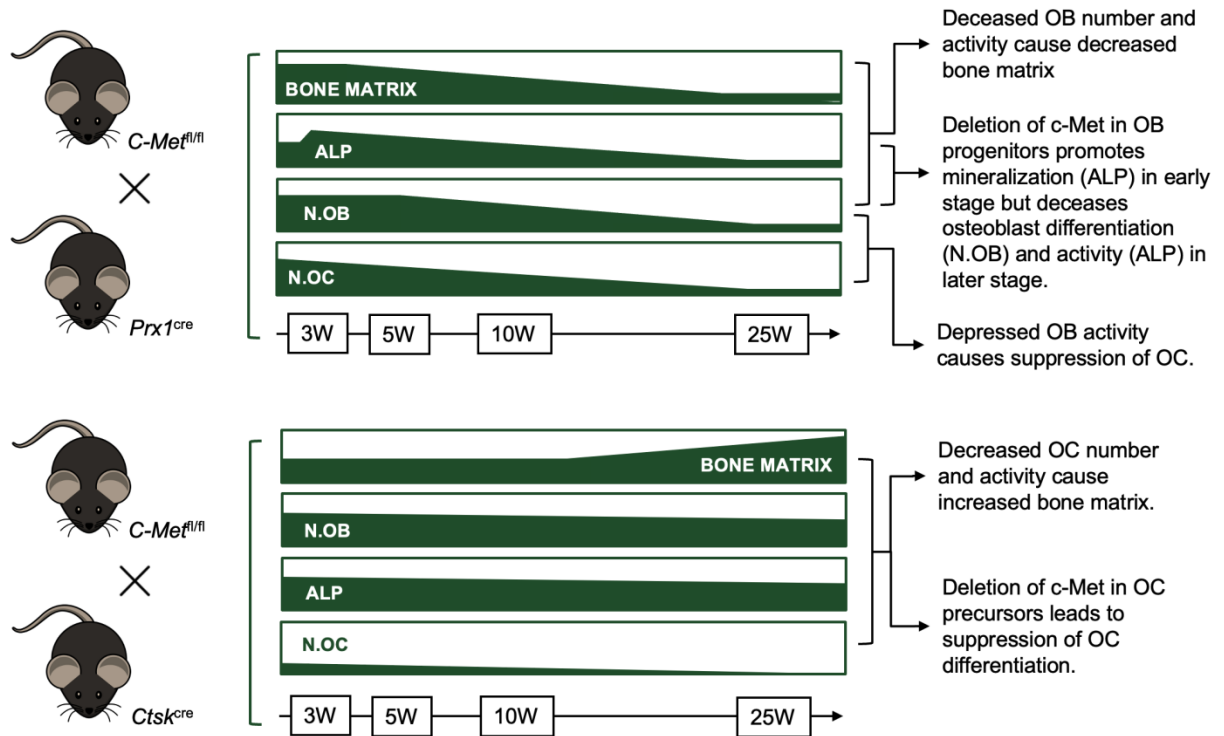 C-Met^fl/fl
×
Prx1^cre
BONE MATRIX
ALP
N.OB
N.OC
3W 5W 10W 25W
Deceased OB number and
activity cause decreased
bone matrix
Deletion of c-Met in OB
progenitors promotes
mineralization (ALP) in early
stage but deceases
osteoblast differentiation
(N.OB) and activity (ALP) in
later stage.
Depressed OB activity
causes suppression of OC.
C-Met^fl/fl
×
Ctsk^cre
BONE MATRIX
N.OB
ALP
N.OC
3W 5W 10W 25W
Decreased OC number
and activity cause
increased bone matrix.
Deletion of c-Met in OC
precursors leads to
suppression of OC
differentiation.